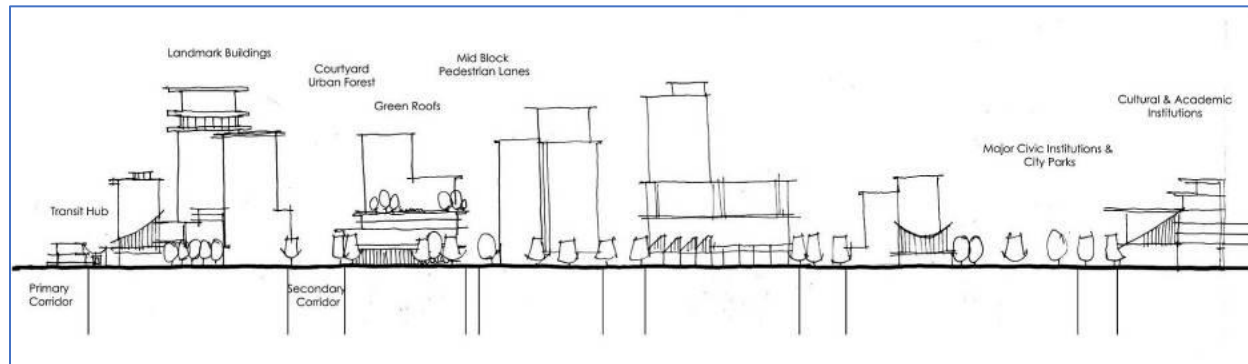 Landmark Buildings
Mid Block
Pedestrian Lanes
Courtyard
Urban Forest
Green Roofs
Cultural & Academic
Institutions
Major Civic Institutions &
City Parks
Transit Hub
Primary
Corridor
Secondary
Corridor